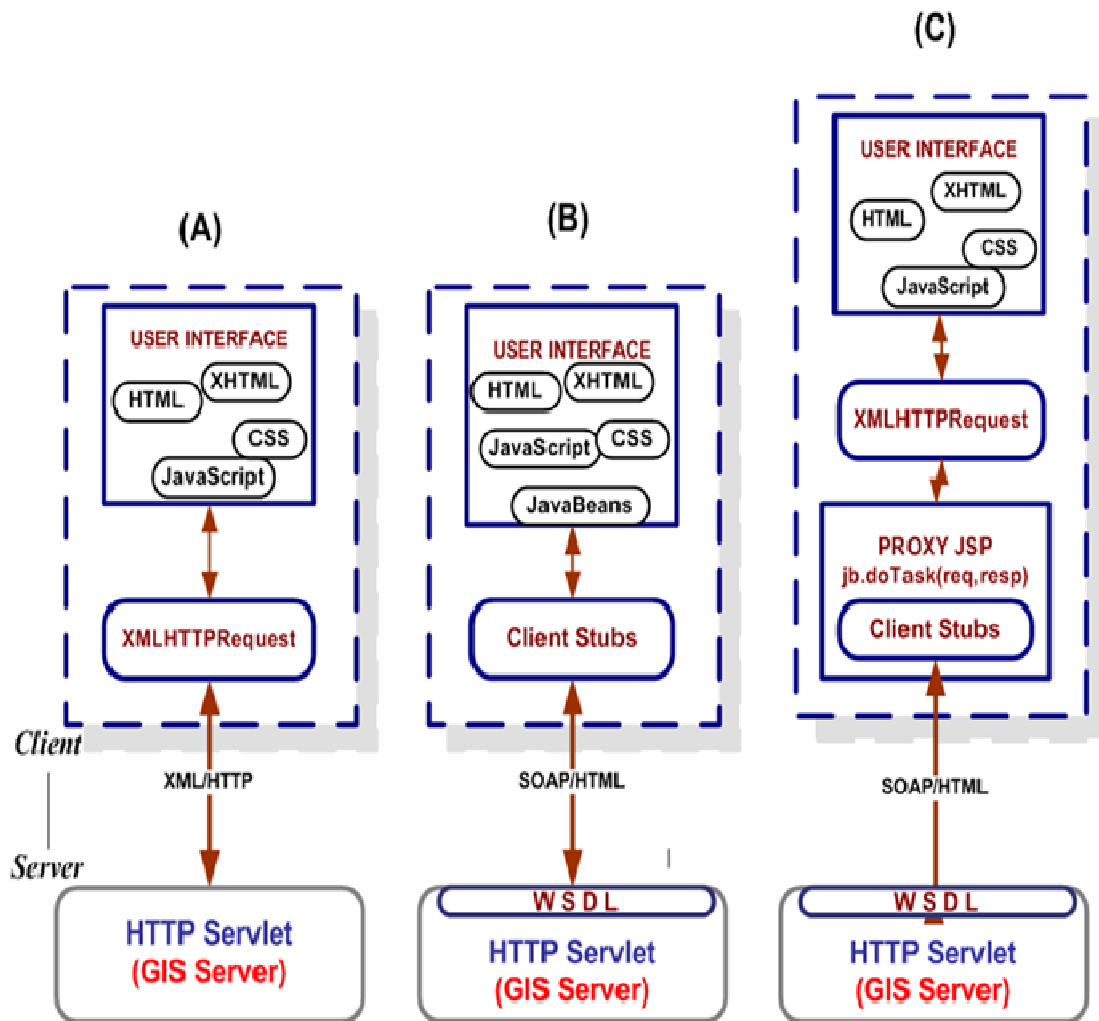 (A)
USER INTERFACE
HTML
XHTML
CSS
JavaScript
XMLHTTPRequest
XML/HTTP
HTTP Servlet
(GIS Server)
(B)
USER INTERFACE
HTML
XHTML
JavaScript
CSS
JavaBeans
Client Stubs
SOAP/HTML
W S D L
HTTP Servlet
(GIS Server)
(C)
USER INTERFACE
XHTML
HTML
CSS
JavaScript
XMLHTTPRequest
PROXY JSP
jb.doTask(req,resp)
Client Stubs
SOAP/HTML
W S D L
HTTP Servlet
(GIS Server)
Client
Server